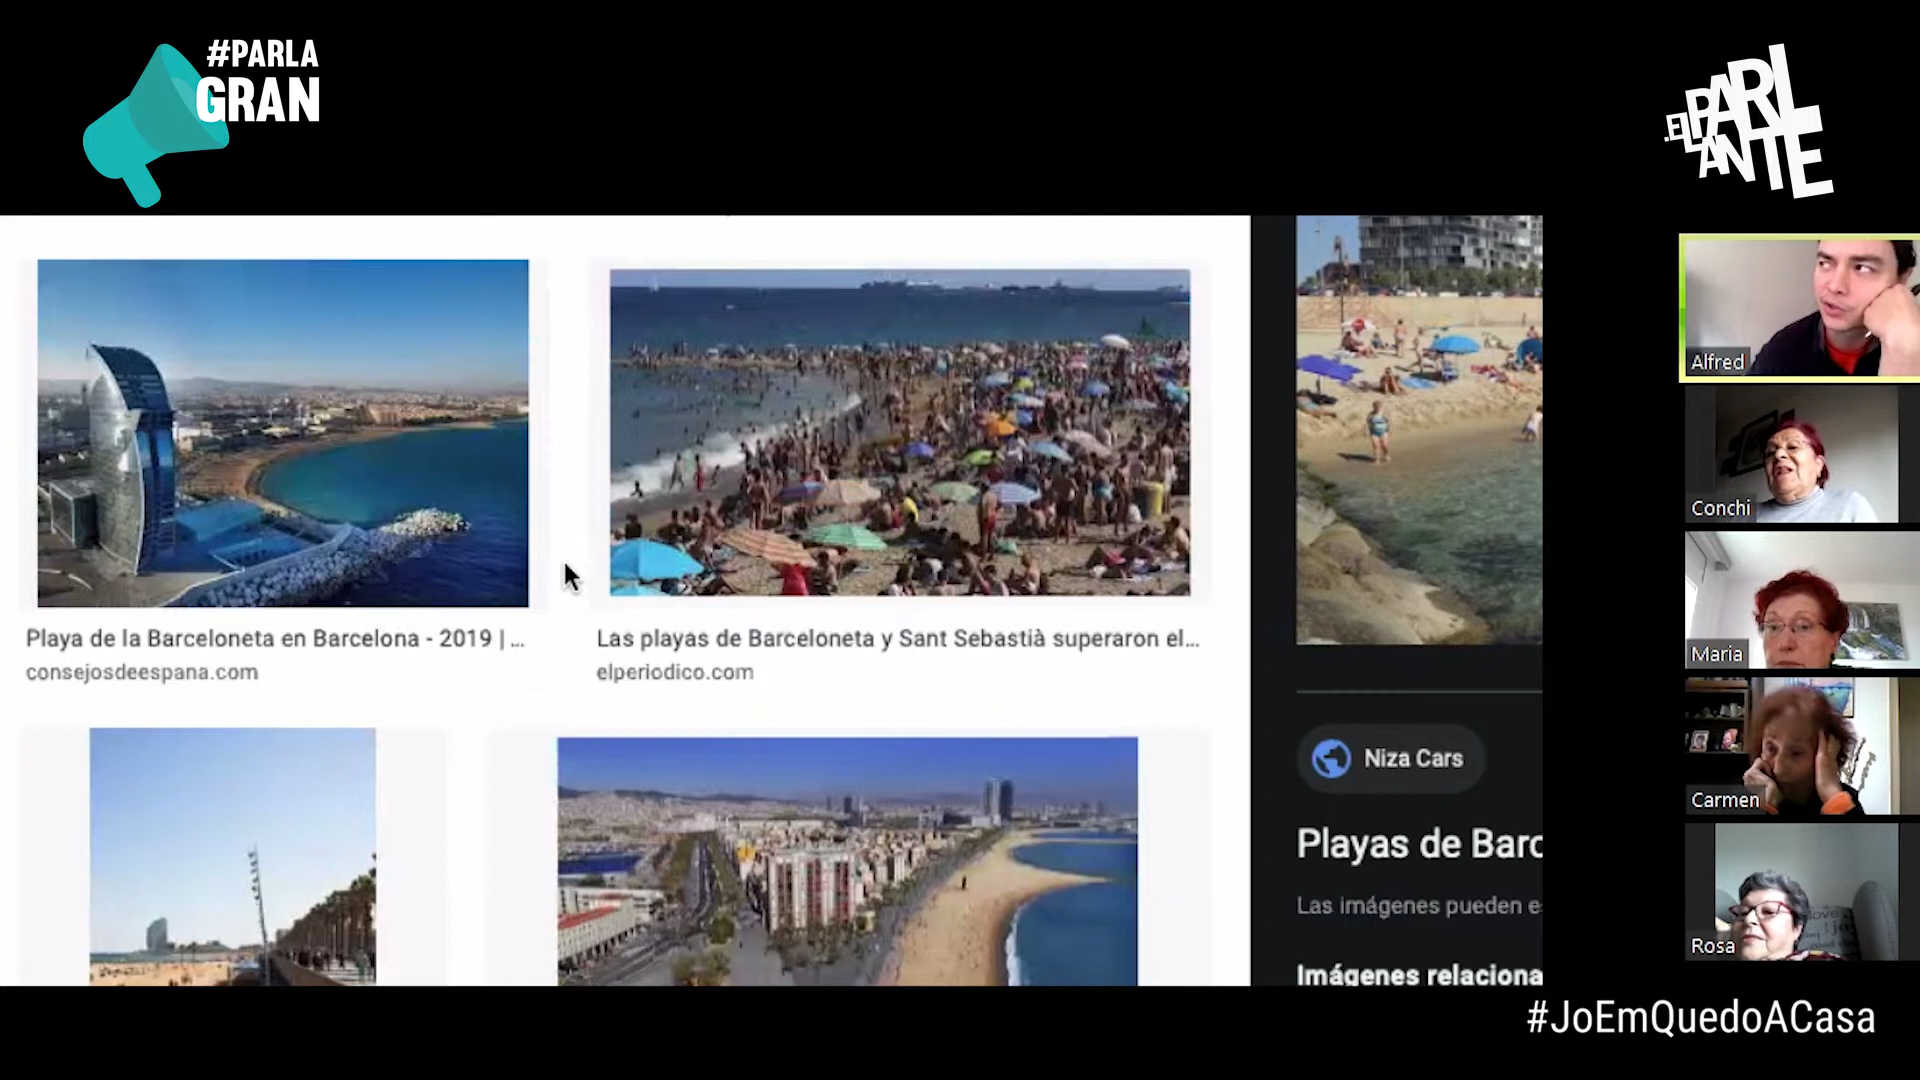 #PARLA
GRAN
.EL PARLANTE
Playa de la Barceloneta en Barcelona - 2019 | ...
consejosdeespana.com
Las playas de Barceloneta y Sant Sebastià superaron el...
elperiodico.com
Niza Cars
Playas de Barc
Las imágenes pueden e
Imágenes relaciona
Alfred
Conchi
Maria
Carmen
Rosa
love
#JoEmQuedoACasa